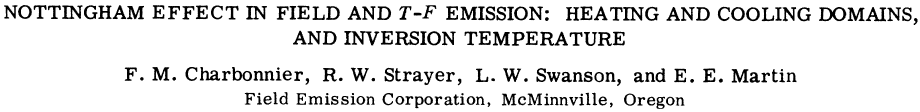 NOTTINGHAM EFFECT IN FIELD AND T-F EMISSION: HEATING AND COOLING DOMAINS,
AND INVERSION TEMPERATURE
F. M. Charbonnier, R. W. Strayer, L. W. Swanson, and E. E. Martin
Field Emission Corporation, McMinnville, Oregon